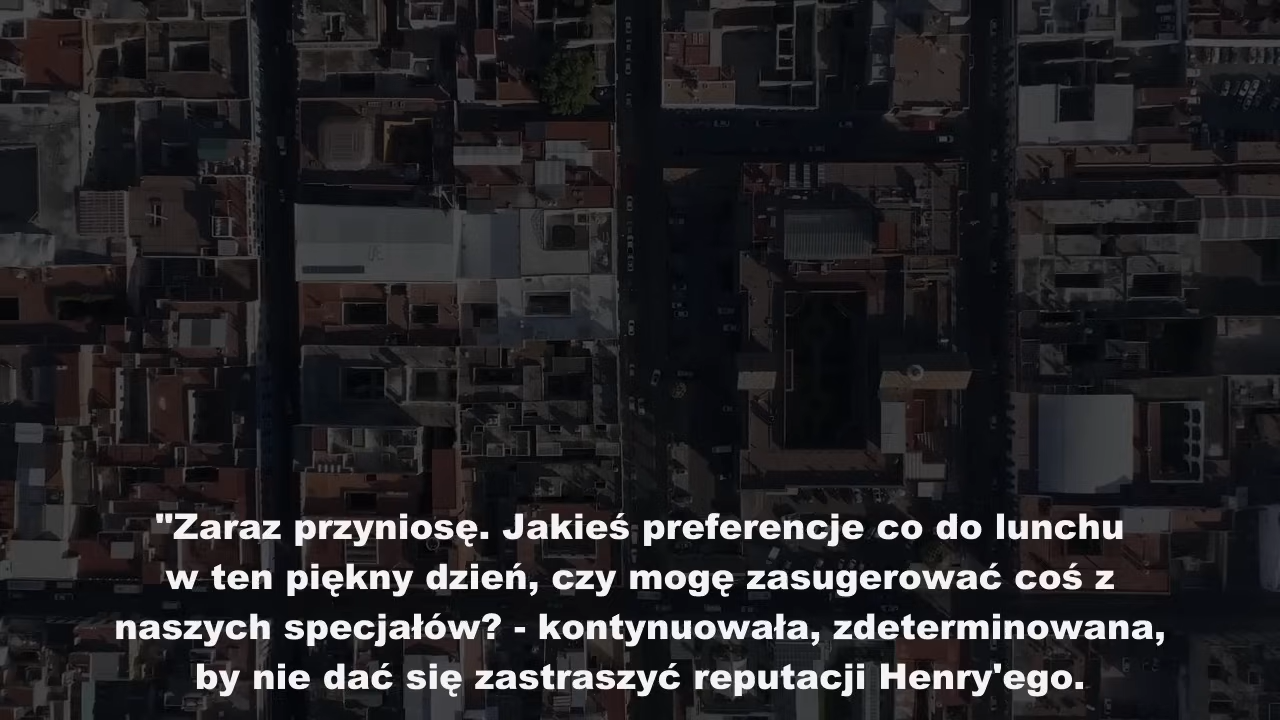 "Zaraz przyniosę. Jakieś preferencje co do lunchu
w ten piękny dzień, czy mogę zasugerować coś z
naszych specjałów? - kontynuowała, zdeterminowana,
by nie dać się zastraszyć reputacji Henry'ego.